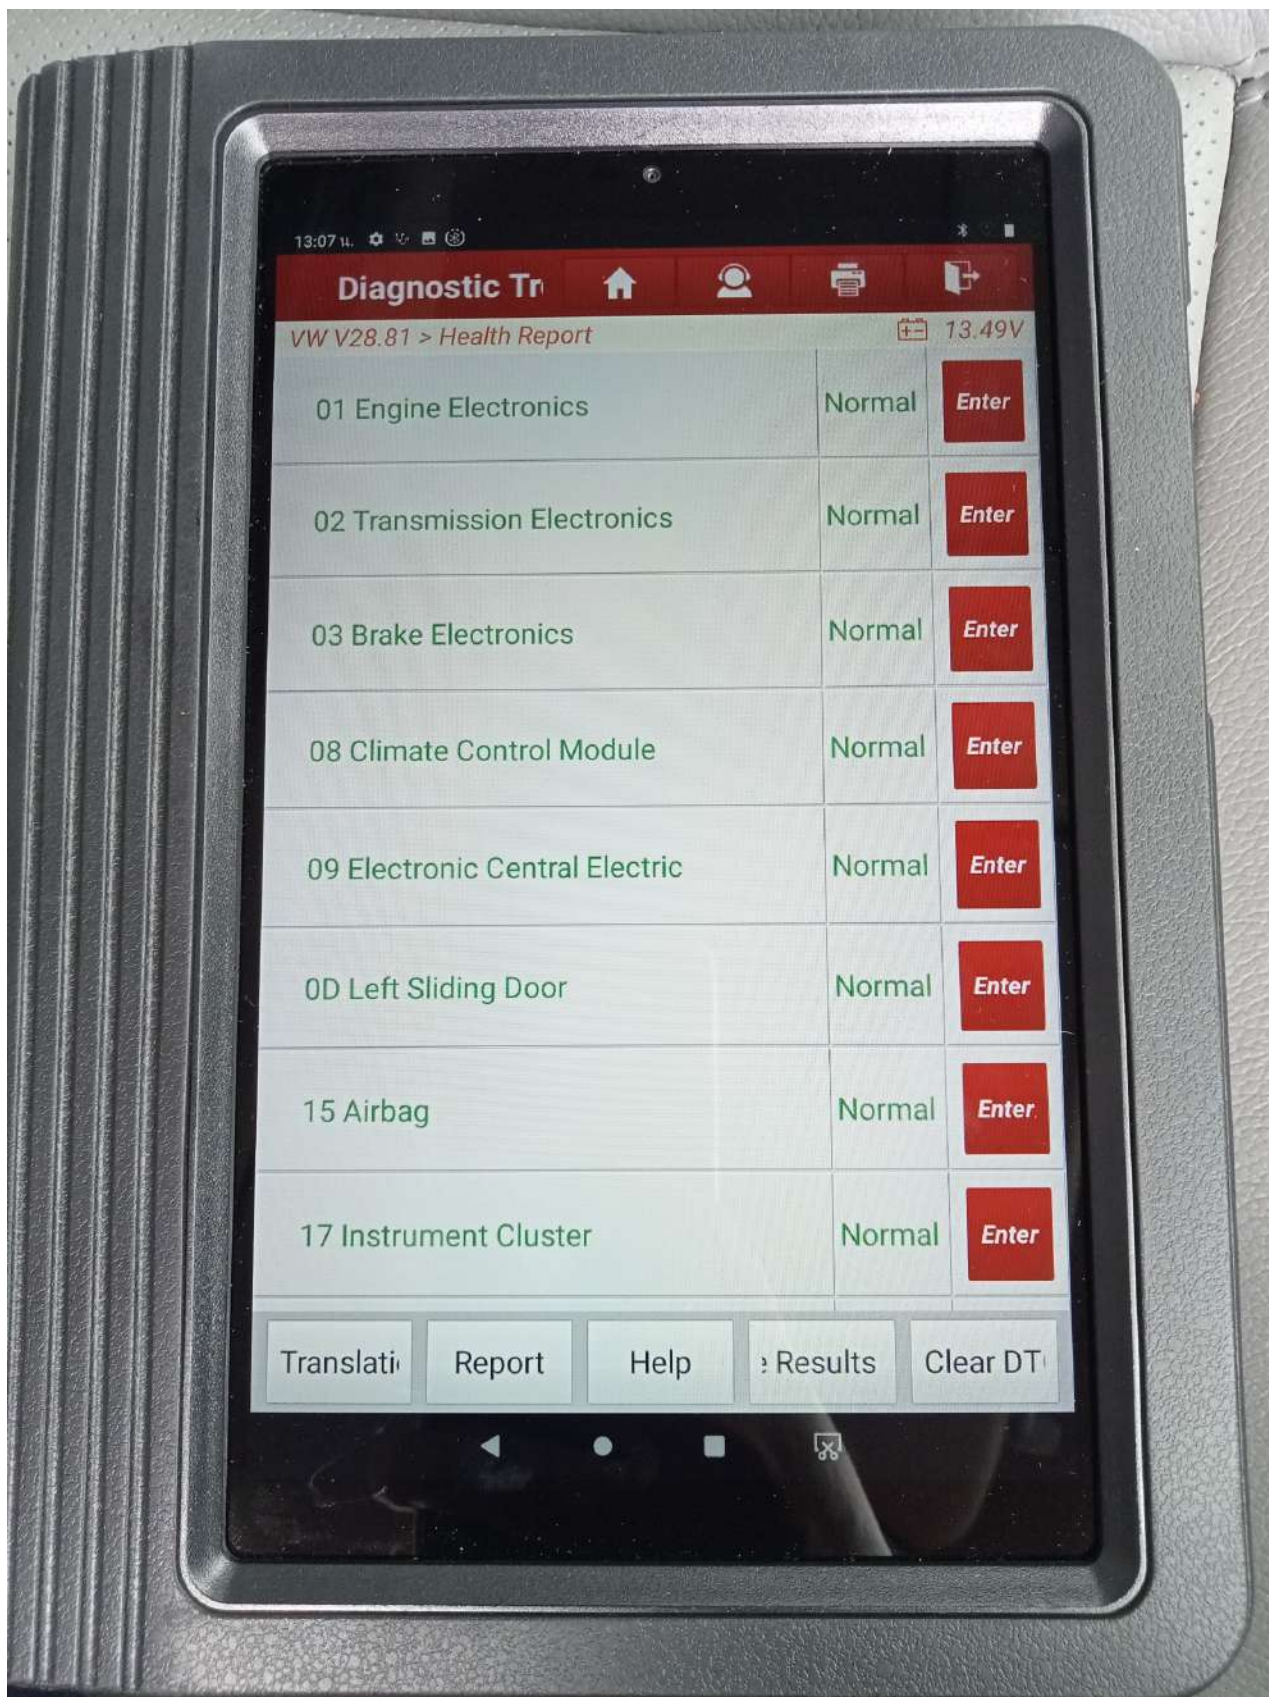 13:07 น.
Diagnostic Tr
VW V28.81 > Health Report 13.49V
01 Engine Electronics Normal Enter
02 Transmission Electronics Normal Enter
03 Brake Electronics Normal Enter
08 Climate Control Module Normal Enter
09 Electronic Central Electric Normal Enter
0D Left Sliding Door Normal Enter
15 Airbag Normal Enter
17 Instrument Cluster Normal Enter
Translati Report Help Results Clear DT